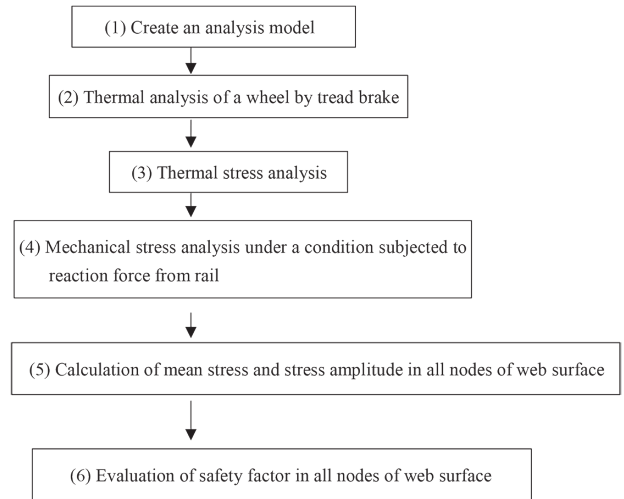 (1) Create an analysis model
(2) Thermal analysis of a wheel by tread brake
(3) Thermal stress analysis
(4) Mechanical stress analysis under a condition subjected to
reaction force from rail
(5) Calculation of mean stress and stress amplitude in all nodes of web surface
(6) Evaluation of safety factor in all nodes of web surface